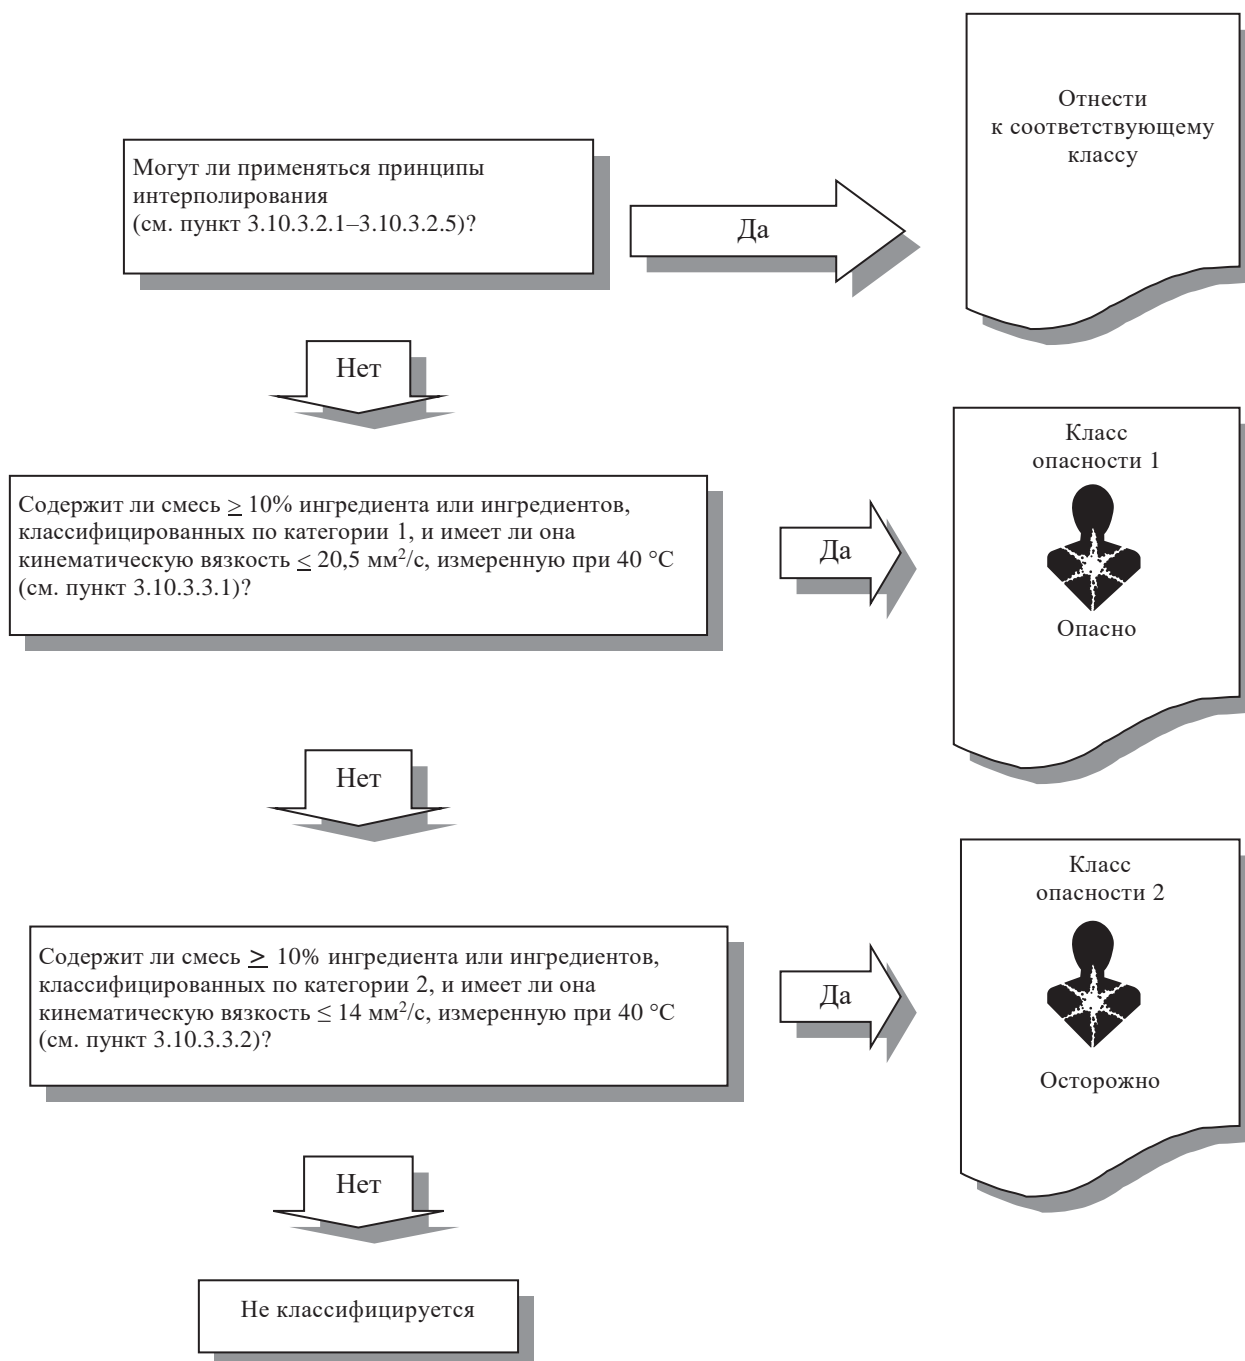 Отнести
к соответствующему
классу
Могут ли применяться принципы
интерполирования
(см. пункт 3.10.3.2.1–3.10.3.2.5)?
Да
Нет
Класс
опасности 1
Опасно
Содержит ли смесь ≥ 10% ингредиента или ингредиентов,
классифицированных по категории 1, и имеет ли она
кинематическую вязкость ≤ 20,5 мм²/с, измеренную при 40 °C
(см. пункт 3.10.3.3.1)?
Да
Нет
Класс
опасности 2
Осторожно
Содержит ли смесь ≥ 10% ингредиента или ингредиентов,
классифицированных по категории 2, и имеет ли она
кинематическую вязкость ≤ 14 мм²/с, измеренную при 40 °C
(см. пункт 3.10.3.3.2)?
Да
Нет
Не классифицируется